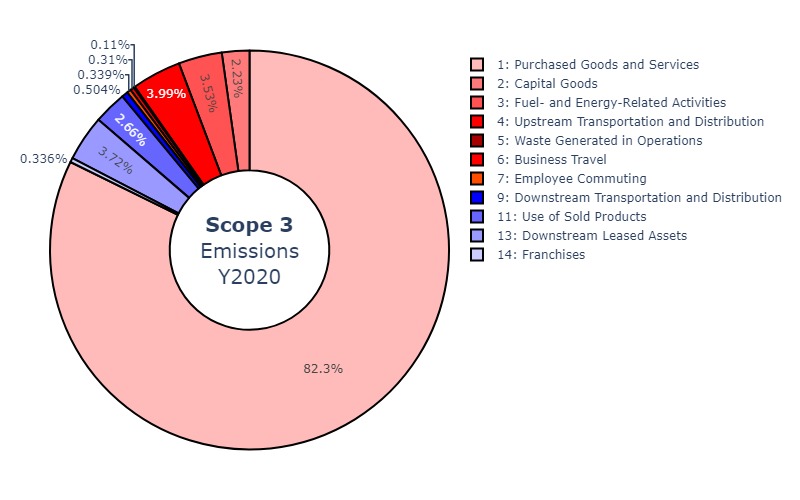 0.11%
0.31%
0.339%
0.504%
3.99%
3.53%
2.23%
2.66%
3.72%
0.336%
82.3%
Scope 3
Emissions
Y2020
1: Purchased Goods and Services
2: Capital Goods
3: Fuel- and Energy-Related Activities
4: Upstream Transportation and Distribution
5: Waste Generated in Operations
6: Business Travel
7: Employee Commuting
9: Downstream Transportation and Distribution
11: Use of Sold Products
13: Downstream Leased Assets
14: Franchises